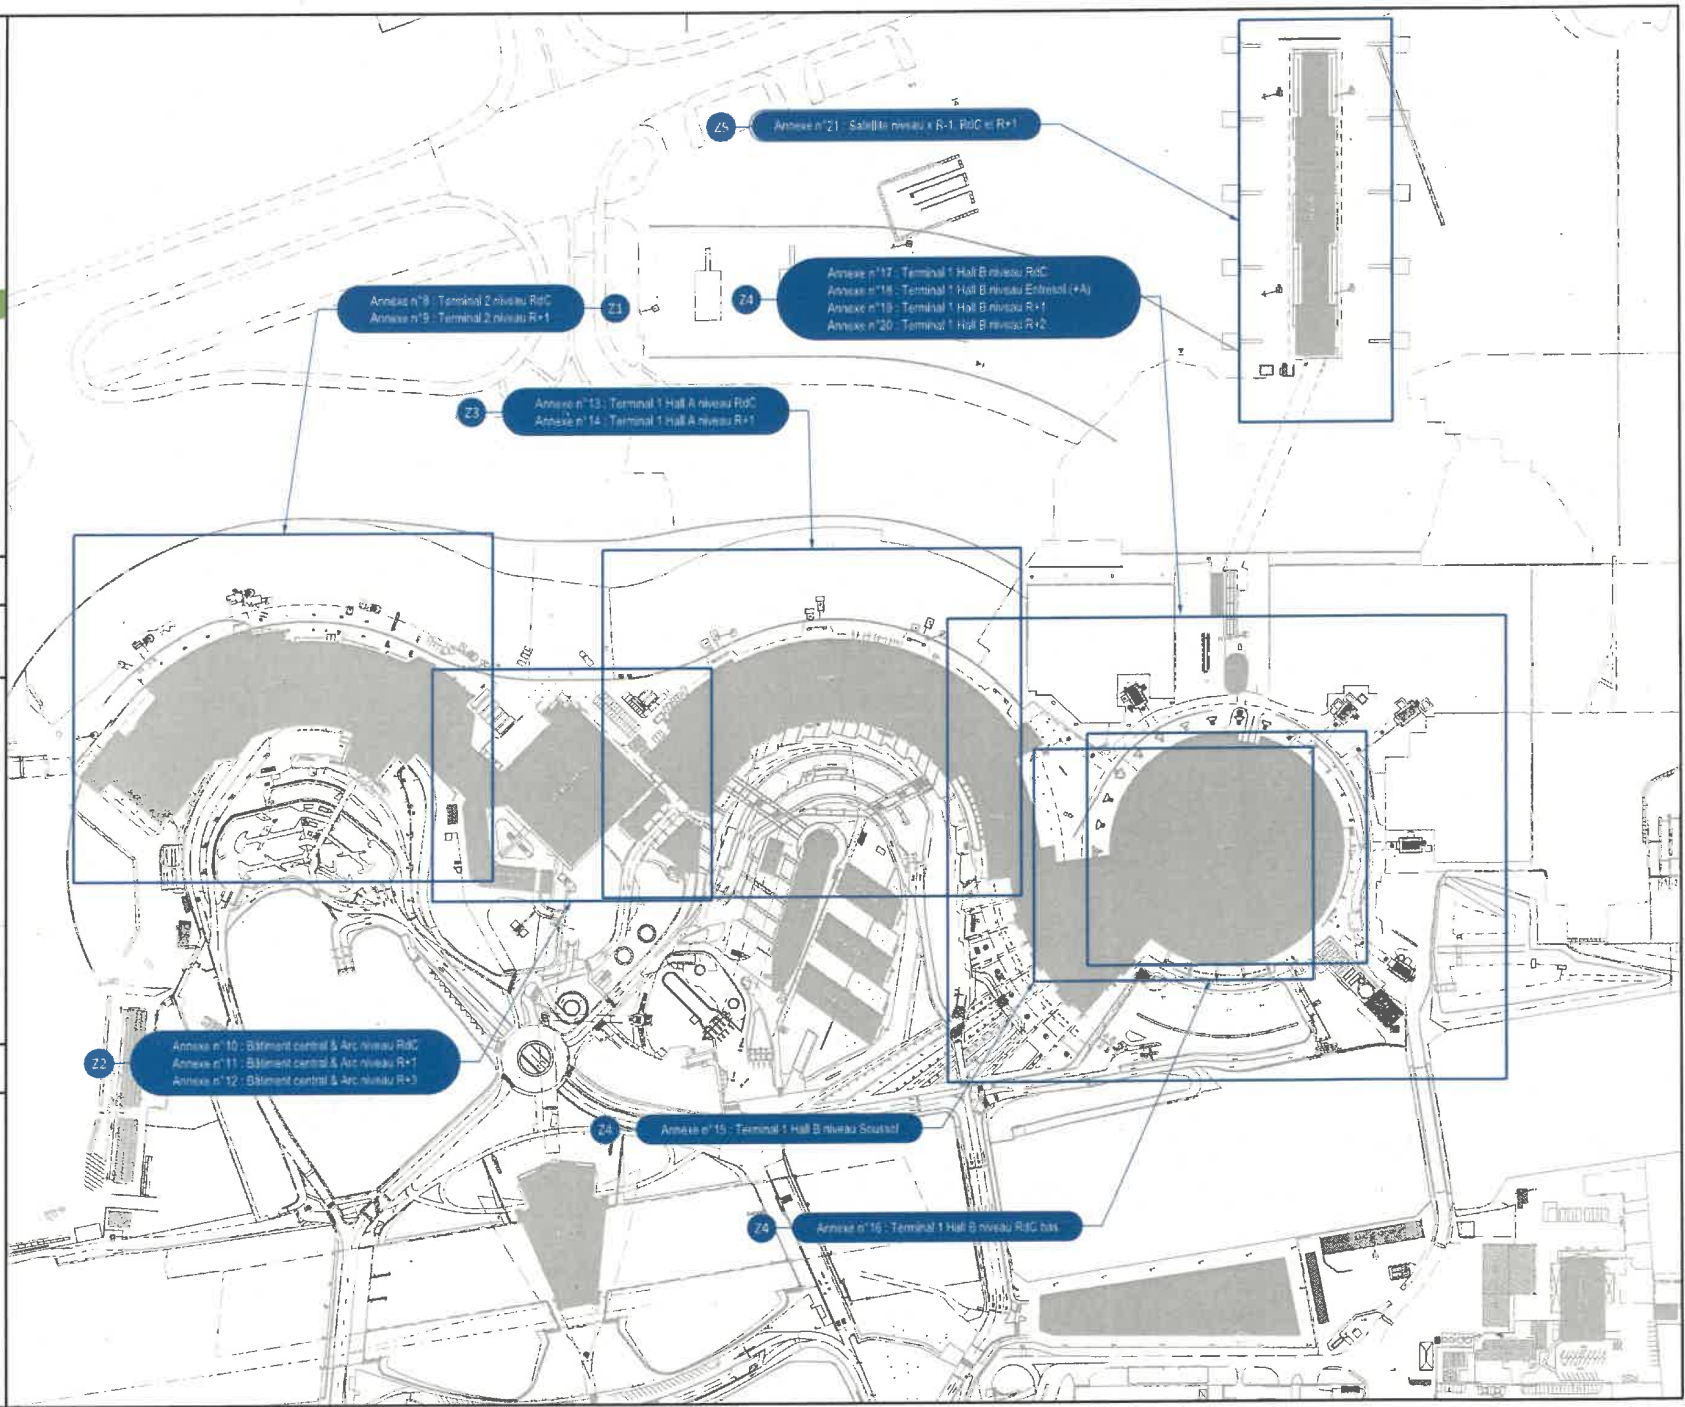 Z5
Annexe n°21 : Satellite niveau x R-1, RdC et R+1
Annexe n°17 : Terminal 1 Hall B niveau RdC
Annexe n°18 : Terminal 1 Hall B niveau Entresol (+A)
Annexe n°19 : Terminal 1 Hall B niveau R+1
Annexe n°20 : Terminal 1 Hall B niveau R+2
Z4
Annexe n°8 : Terminal 2 niveau RdC
Annexe n°9 : Terminal 2 niveau R+1
Z1
Z3
Annexe n°13 : Terminal 1 Hall A niveau RdC
Annexe n°14 : Terminal 1 Hall A niveau R+1
Z2
Annexe n°10 : Bâtiment central & Arc niveau RdC
Annexe n°11 : Bâtiment central & Arc niveau R+1
Annexe n°12 : Bâtiment central & Arc niveau R+3
Z4
Annexe n°15 : Terminal 1 Hall B niveau Soussol
Z4
Annexe n°16 : Terminal 1 Hall B niveau RdC bas